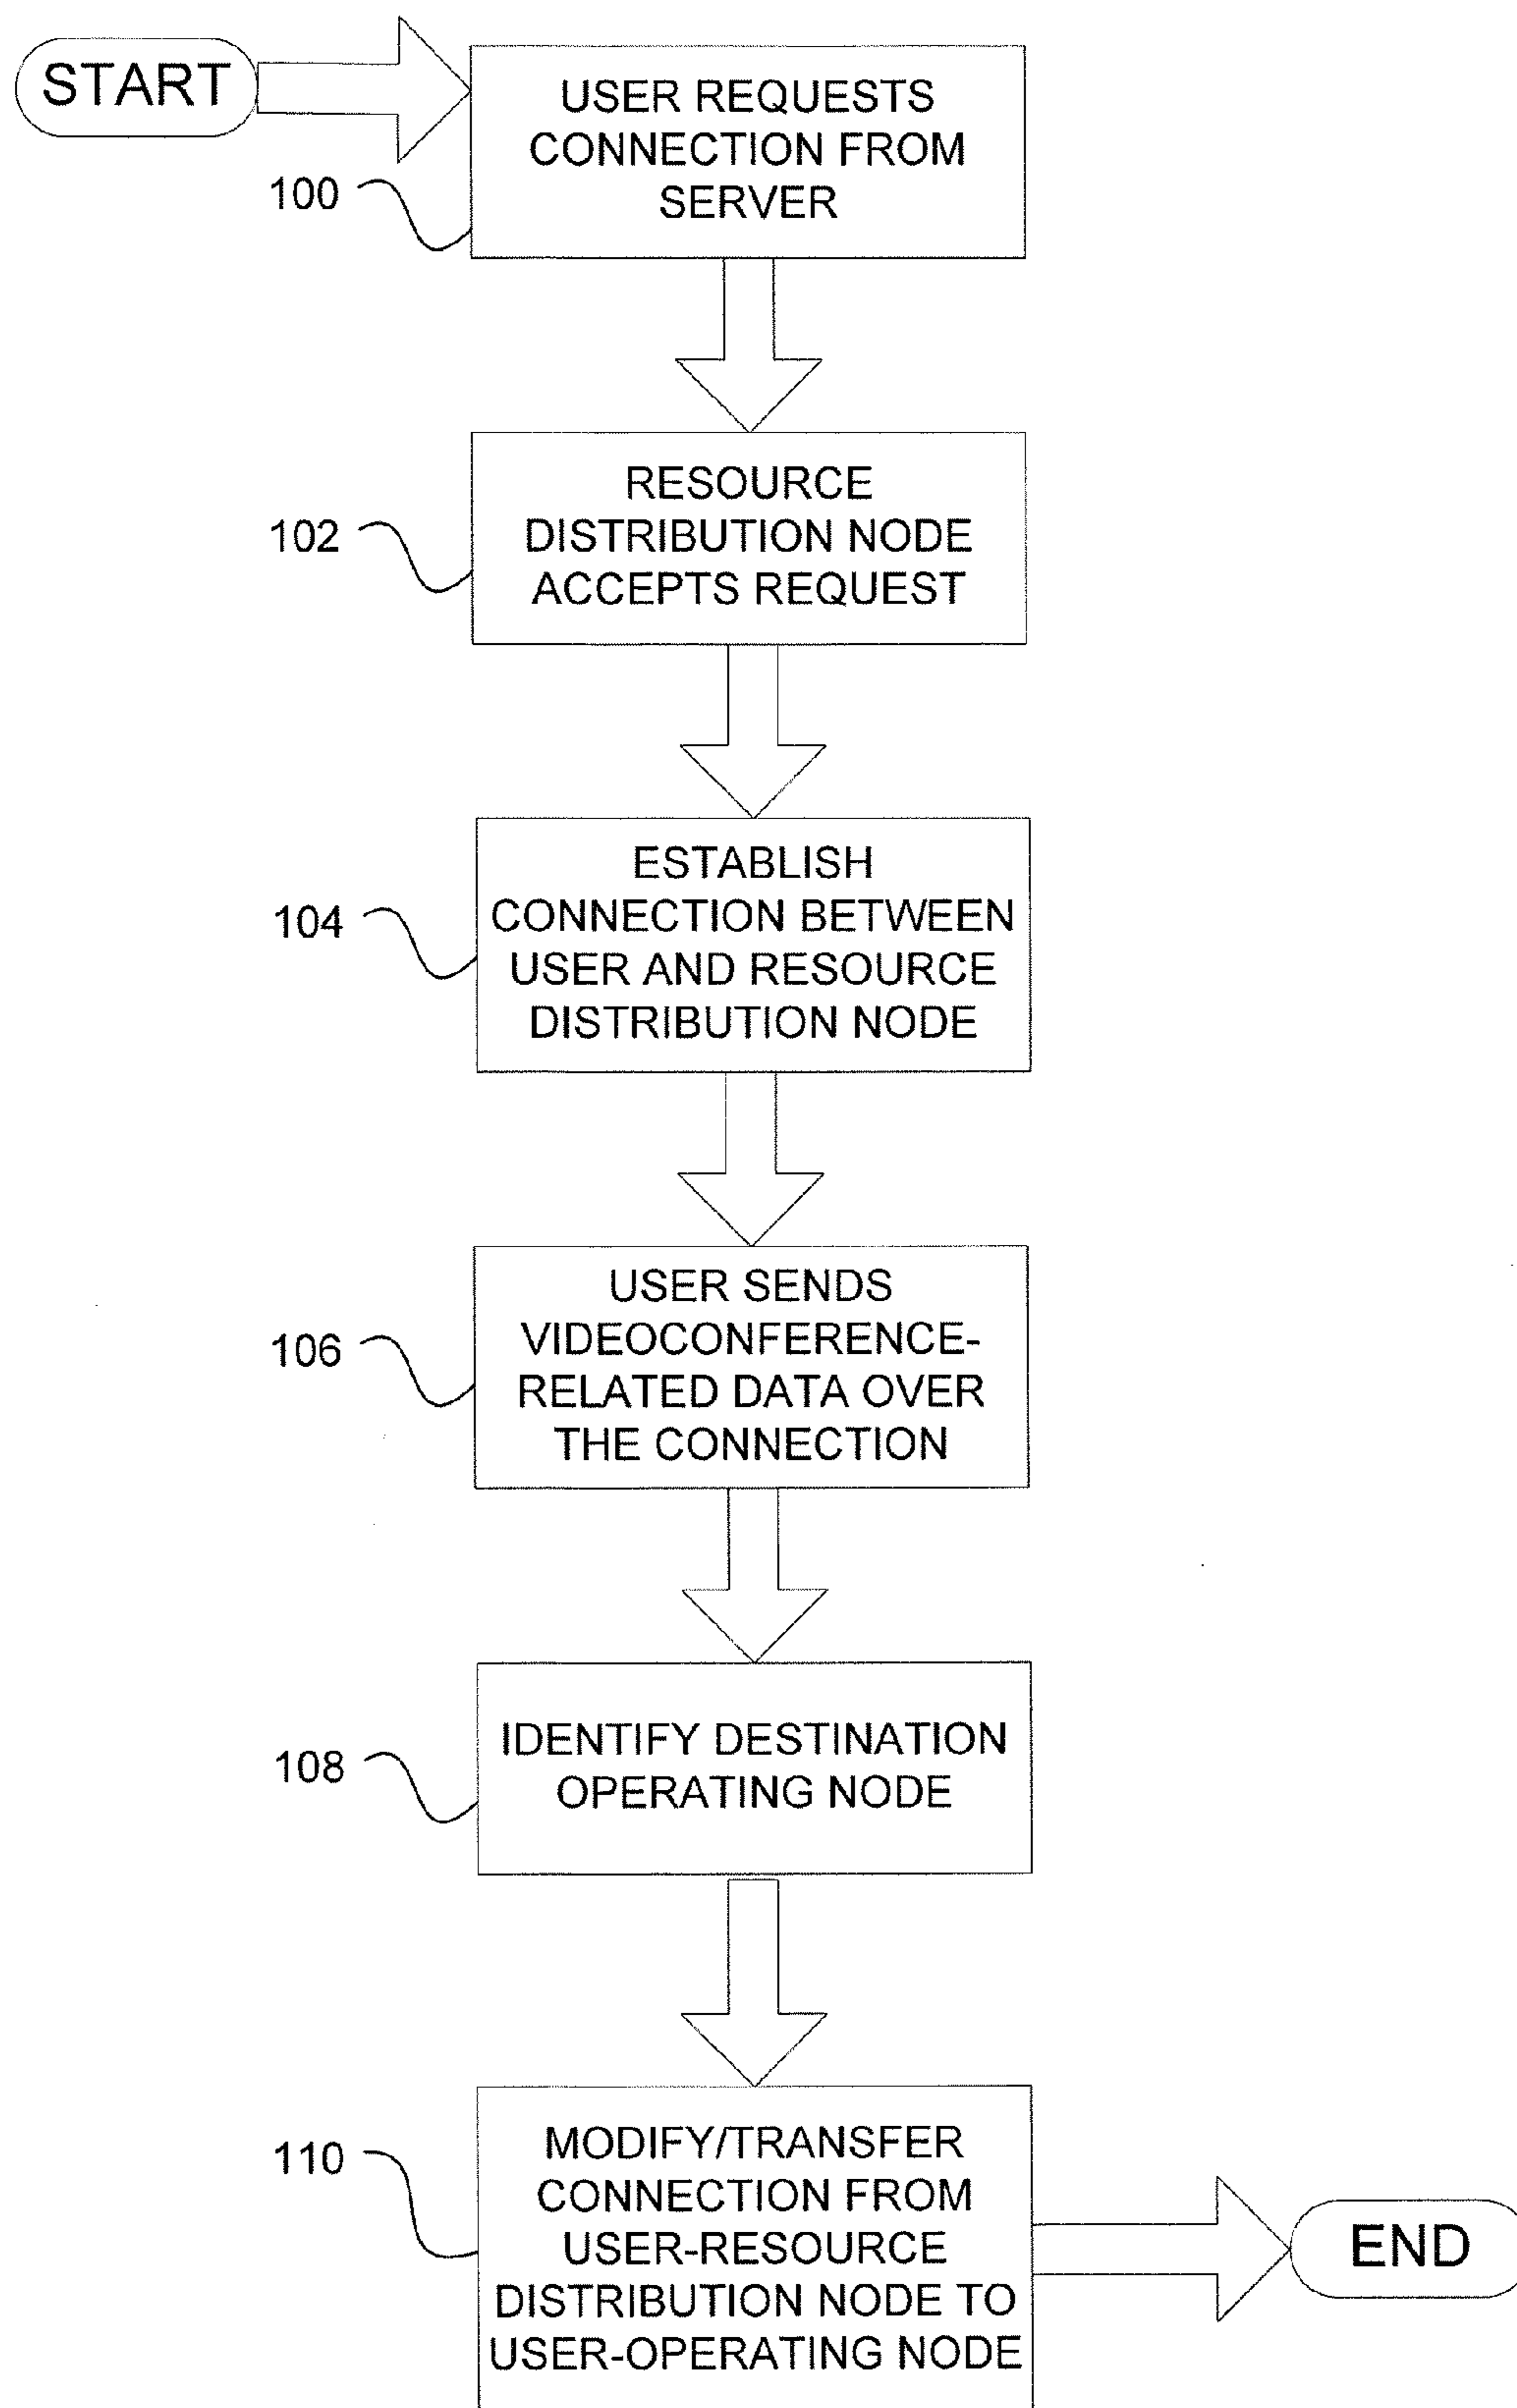 START
USER REQUESTS
CONNECTION FROM
SERVER
100
RESOURCE
DISTRIBUTION NODE
ACCEPTS REQUEST
102
ESTABLISH
CONNECTION BETWEEN
USER AND RESOURCE
DISTRIBUTION NODE
104
USER SENDS
VIDEOCONFERENCE-
RELATED DATA OVER
THE CONNECTION
106
IDENTIFY DESTINATION
OPERATING NODE
108
MODIFY/TRANSFER
CONNECTION FROM
USER-RESOURCE
DISTRIBUTION NODE TO
USER-OPERATING NODE
110
END